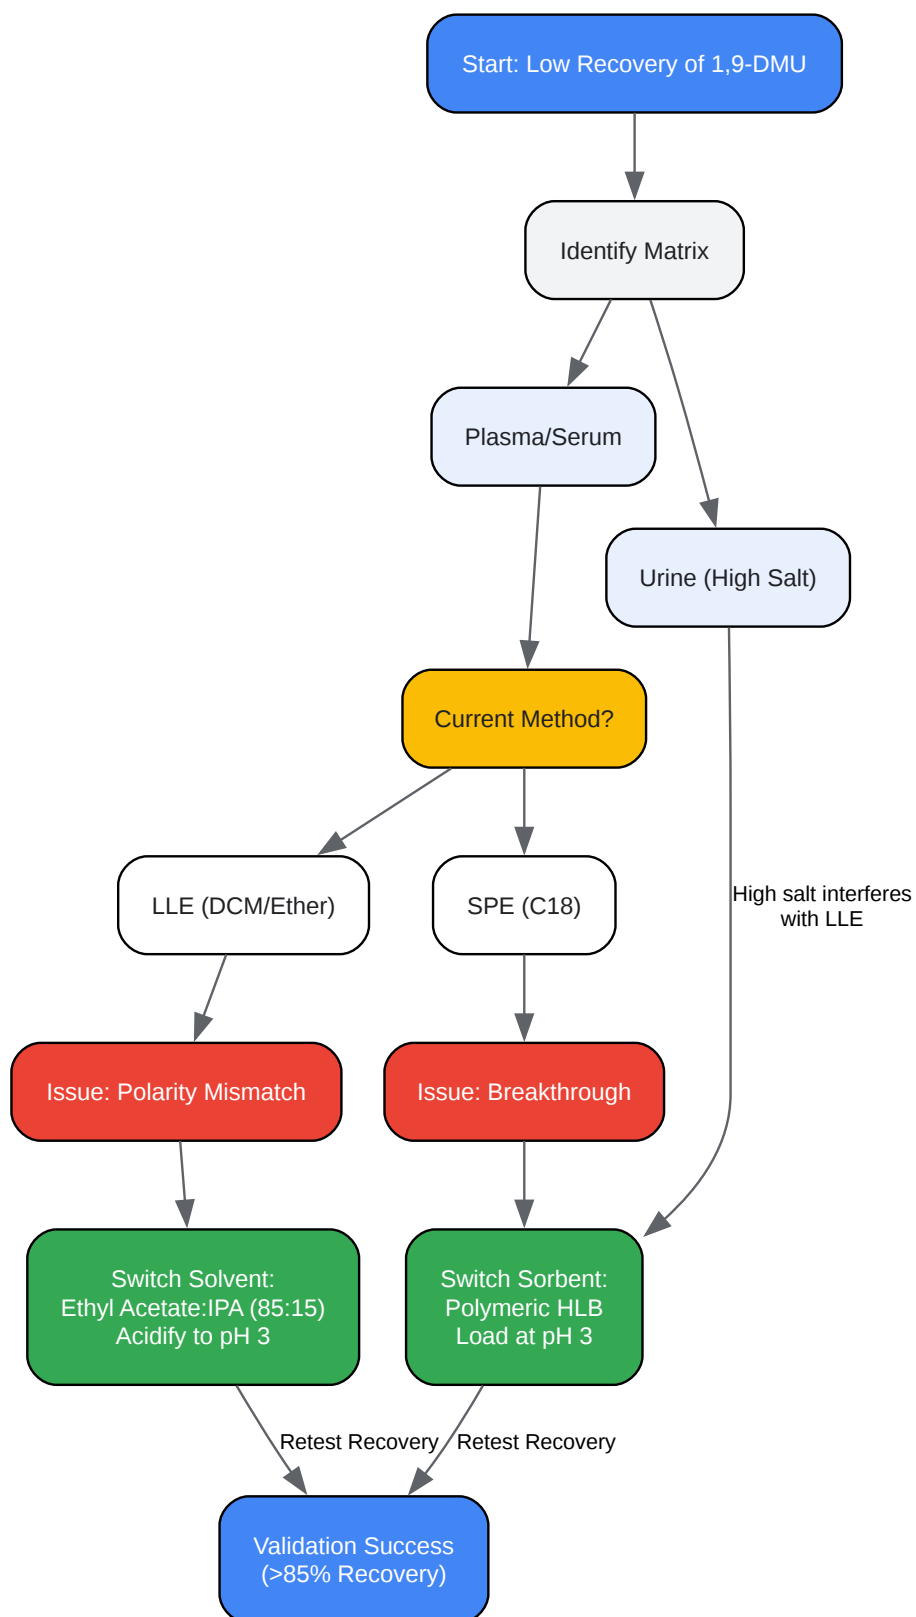 Start: Low Recovery of 1,9-DMU
Identify Matrix
Plasma/Serum
Urine (High Salt)
Current Method?
LLE (DCM/Ether)
SPE (C18)
High salt interferes
with LLE
Issue: Polarity Mismatch
Issue: Breakthrough
Switch Solvent:
Ethyl Acetate:IPA (85:15)
Acidify to pH 3
Switch Sorbent:
Polymeric HLB
Load at pH 3
Retest Recovery
Retest Recovery
Validation Success
(>85% Recovery)